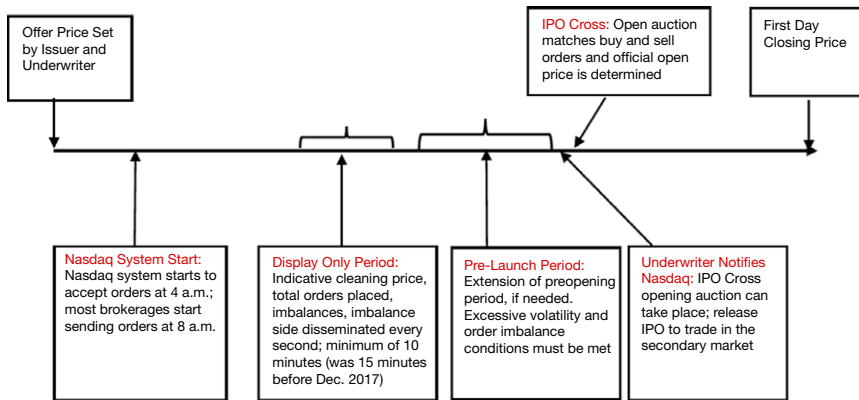 Offer Price Set
by Issuer and
Underwriter
IPO Cross: Open auction
matches buy and sell
orders and official open
price is determined
First Day
Closing Price
Nasdaq System Start:
Nasdaq system starts to
accept orders at 4 a.m.;
most brokerages start
sending orders at 8 a.m.
Display Only Period:
Indicative cleaning price,
total orders placed,
imbalances, imbalance
side disseminated every
second; minimum of 10
minutes (was 15 minutes
before Dec. 2017)
Pre-Launch Period:
Extension of preopening
period, if needed.
Excessive volatility and
order imbalance
conditions must be met
Underwriter Notifies
Nasdaq: IPO Cross
opening auction can
take place; release
IPO to trade in the
secondary market